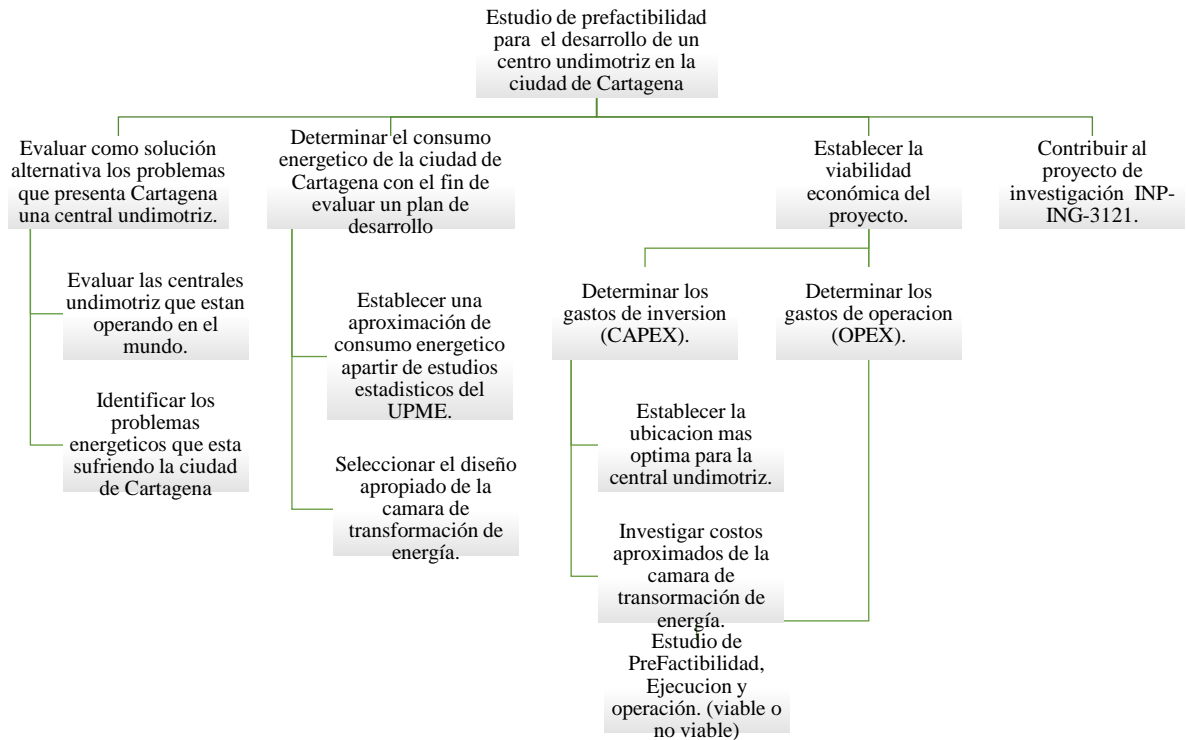 Estudio de prefactibilidad
para el desarrollo de un
centro undimotriz en la
ciudad de Cartagena
Evaluar como solución
alternativa los problemas
que presenta Cartagena
una central undimotriz.
Evaluar las centrales
undimotriz que estan
operando en el
mundo.
Identificar los
problemas
energeticos que esta
sufriendo la ciudad
de Cartagena
Determinar el consumo
energetico de la ciudad de
Cartagena con el fin de
evaluar un plan de
desarrollo
Establecer una
aproximación de
consumo energetico
apartir de estudios
estadisticos del
UPME.
Seleccionar el diseño
apropiado de la
camara de
transformación de
energía.
Establecer la
viabilidad
económica del
proyecto.
Determinar los
gastos de inversion
(CAPEX).
Establecer la
ubicacion mas
optima para la
central undimotriz.
Investigar costos
aproximados de la
camara de
transormación de
energía.
Determinar los
gastos de operacion
(OPEX).
Estudio de
PreFactibilidad,
Ejecucion y
operación. (viable o
no viable)
Contribuir al
proyecto de
investigación INP-
ING-3121.